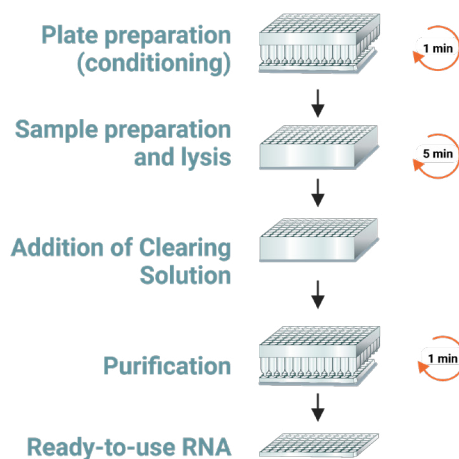 Plate preparation
(conditioning)
1 min
Sample preparation
and lysis
5 min
Addition of Clearing
Solution
Purification
1 min
Ready-to-use RNA